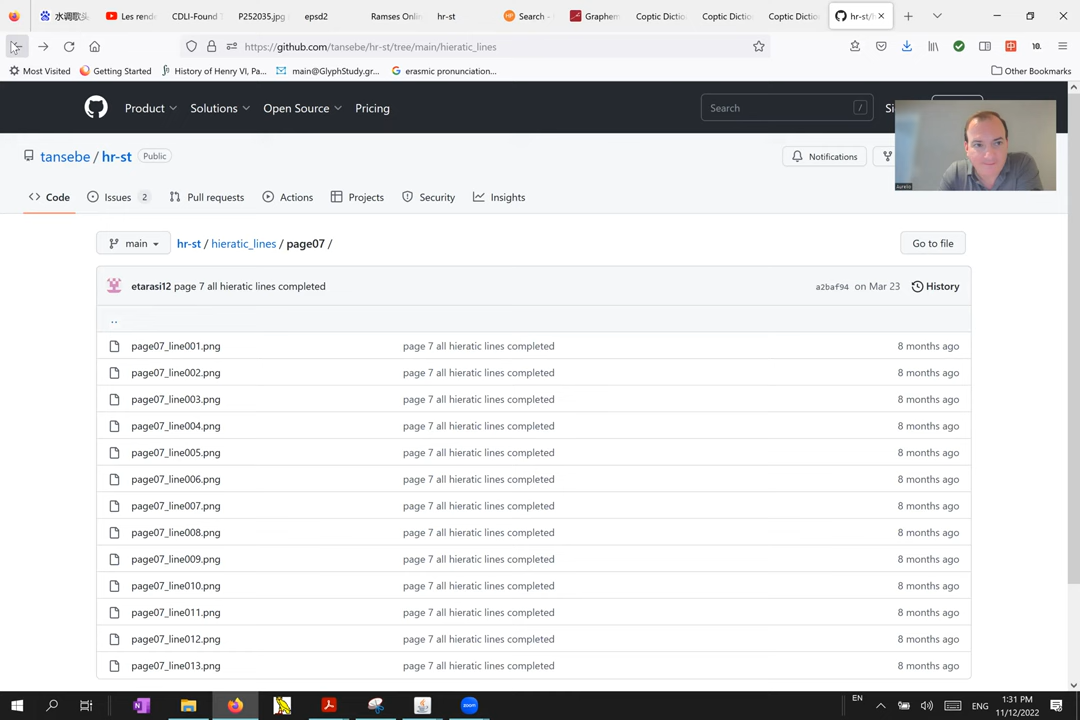 水调歌头
Les rende
CDLI-Found T
P252035.jpg
epsd2
Ramses Onlin
hr-st
Search -
Graphem
Coptic Dictio
Coptic Dictio
Coptic Dictio
hr-st/
https://github.com/tansebe/hr-st/tree/main/hieratic_lines
Most Visited
Getting Started
History of Henry VI, Pa...
main@GlyphStudy.gr...
erasmic pronunciation...
Other Bookmarks
Product
Solutions
Open Source
Pricing
Search
/
Si
Aurelio
tansebe / hr-st
Public
Notifications
Code
Issues 2
Pull requests
Actions
Projects
Security
Insights
main
hr-st / hieratic_lines / page07 /
Go to file
etarasi12 page 7 all hieratic lines completed
a2baf94 on Mar 23
History
..
page07_line001.png page 7 all hieratic lines completed 8 months ago
page07_line002.png page 7 all hieratic lines completed 8 months ago
page07_line003.png page 7 all hieratic lines completed 8 months ago
page07_line004.png page 7 all hieratic lines completed 8 months ago
page07_line005.png page 7 all hieratic lines completed 8 months ago
page07_line006.png page 7 all hieratic lines completed 8 months ago
page07_line007.png page 7 all hieratic lines completed 8 months ago
page07_line008.png page 7 all hieratic lines completed 8 months ago
page07_line009.png page 7 all hieratic lines completed 8 months ago
page07_line010.png page 7 all hieratic lines completed 8 months ago
page07_line011.png page 7 all hieratic lines completed 8 months ago
page07_line012.png page 7 all hieratic lines completed 8 months ago
page07_line013.png page 7 all hieratic lines completed 8 months ago
EN
ENG
1:31 PM
11/12/2022
zoom